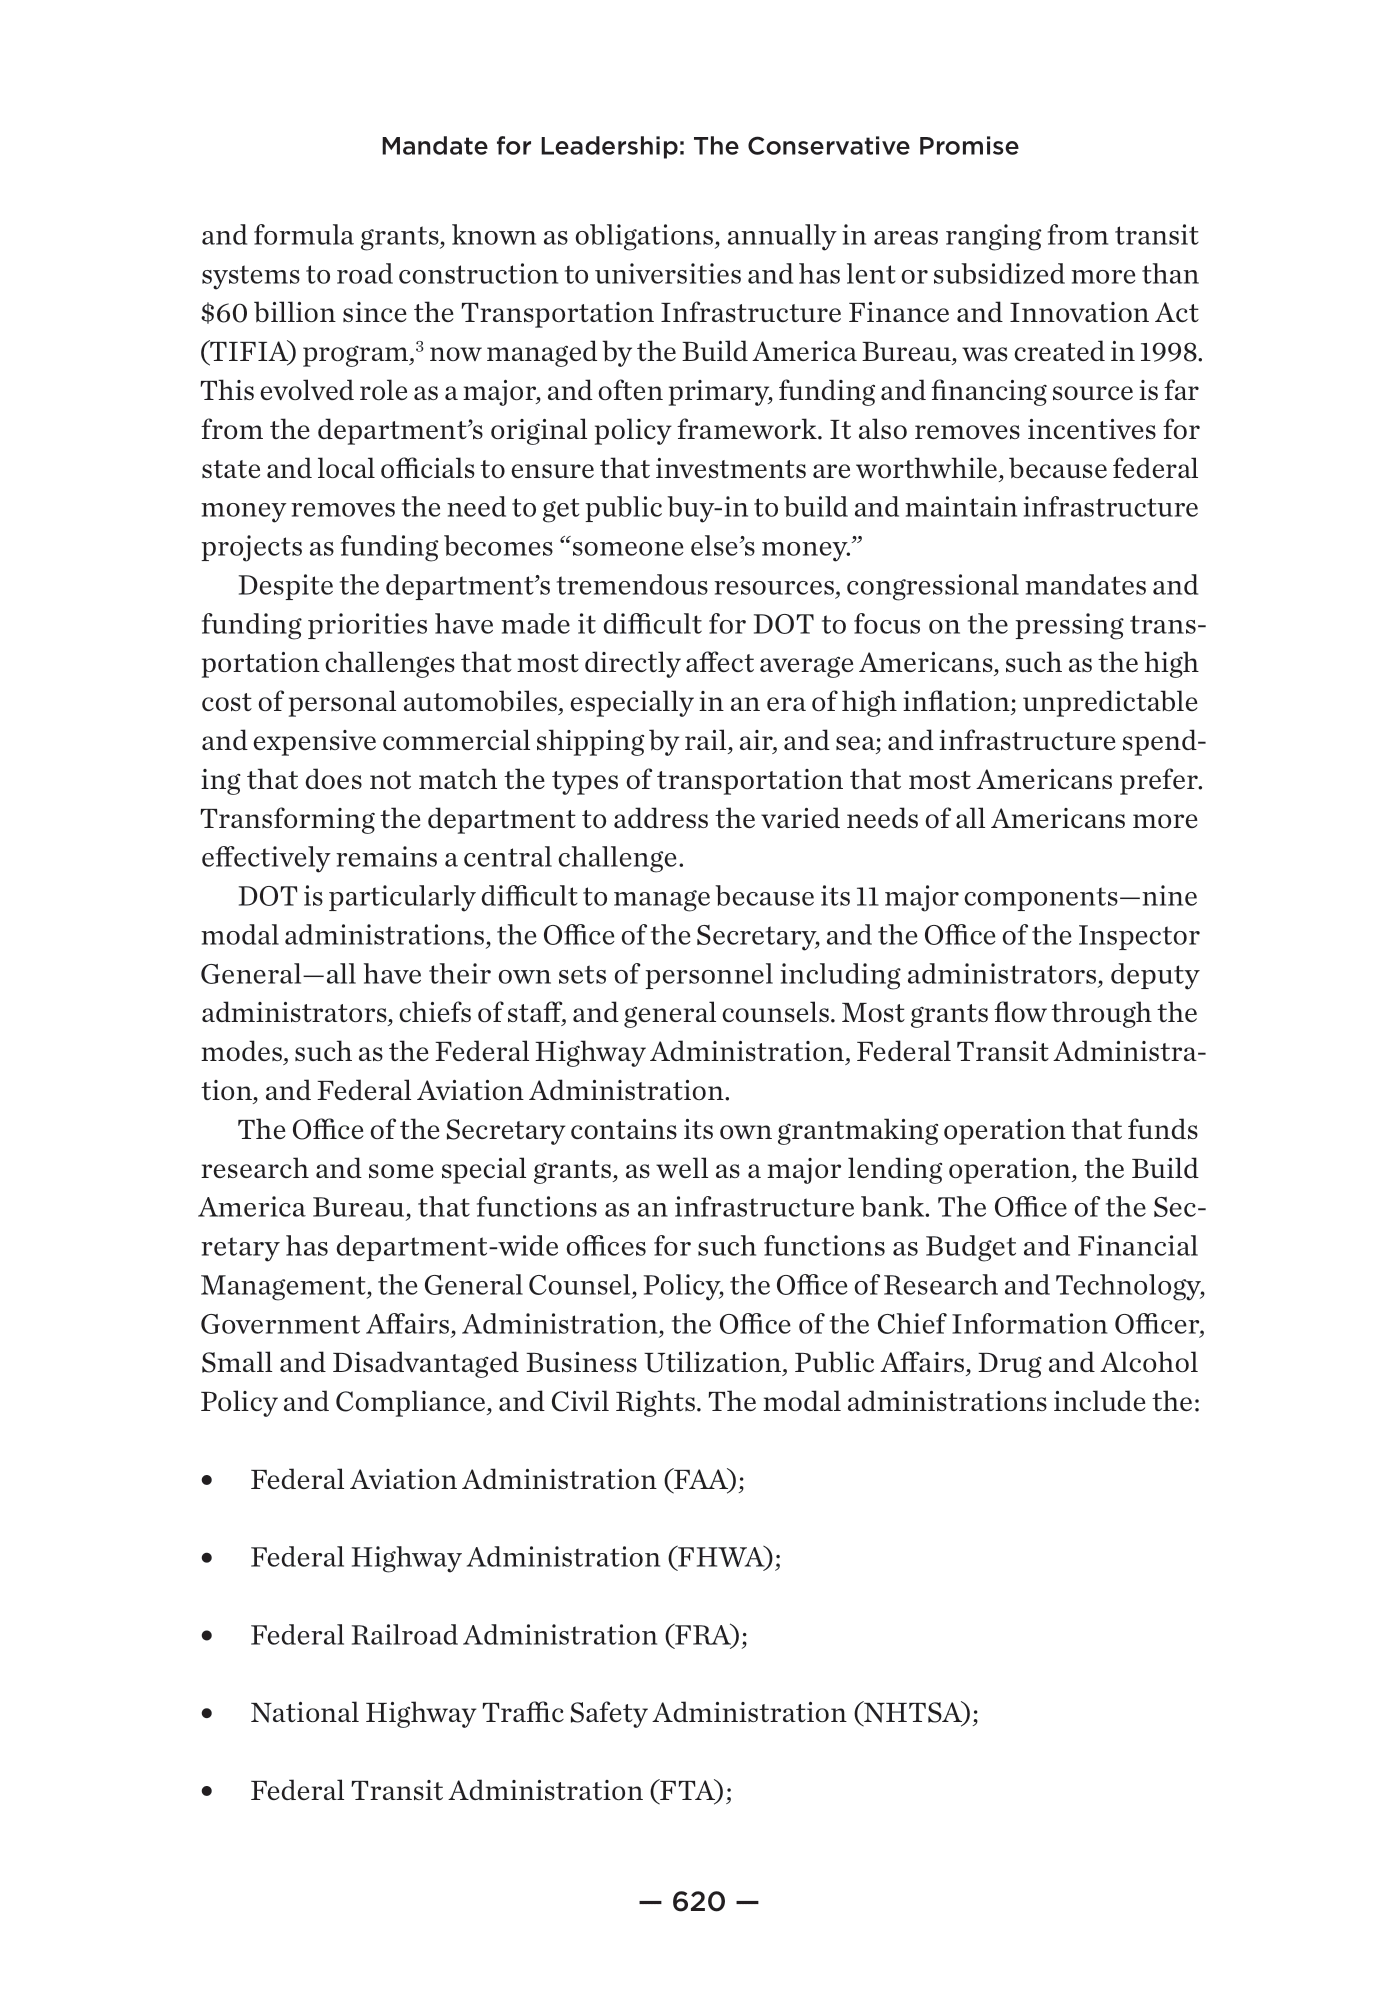 Mandate for Leadership: The Conservative Promise
and formula grants, known as obligations, annually in areas ranging from transit
systems to road construction to universities and has lent or subsidized more than
$60 billion since the Transportation Infrastructure Finance and Innovation Act
(TIFIA) program,³ now managed by the Build America Bureau, was created in 1998.
This evolved role as a major, and often primary, funding and financing source is far
from the department’s original policy framework. It also removes incentives for
state and local officials to ensure that investments are worthwhile, because federal
money removes the need to get public buy-in to build and maintain infrastructure
projects as funding becomes “someone else’s money.”
Despite the department’s tremendous resources, congressional mandates and
funding priorities have made it difficult for DOT to focus on the pressing trans-
portation challenges that most directly affect average Americans, such as the high
cost of personal automobiles, especially in an era of high inflation; unpredictable
and expensive commercial shipping by rail, air, and sea; and infrastructure spend-
ing that does not match the types of transportation that most Americans prefer.
Transforming the department to address the varied needs of all Americans more
effectively remains a central challenge.
DOT is particularly difficult to manage because its 11 major components—nine
modal administrations, the Office of the Secretary, and the Office of the Inspector
General—all have their own sets of personnel including administrators, deputy
administrators, chiefs of staff, and general counsels. Most grants flow through the
modes, such as the Federal Highway Administration, Federal Transit Administra-
tion, and Federal Aviation Administration.
The Office of the Secretary contains its own grantmaking operation that funds
research and some special grants, as well as a major lending operation, the Build
America Bureau, that functions as an infrastructure bank. The Office of the Sec-
retary has department-wide offices for such functions as Budget and Financial
Management, the General Counsel, Policy, the Office of Research and Technology,
Government Affairs, Administration, the Office of the Chief Information Officer,
Small and Disadvantaged Business Utilization, Public Affairs, Drug and Alcohol
Policy and Compliance, and Civil Rights. The modal administrations include the:
• Federal Aviation Administration (FAA);
• Federal Highway Administration (FHWA);
• Federal Railroad Administration (FRA);
• National Highway Traffic Safety Administration (NHTSA);
• Federal Transit Administration (FTA);
— 620 —